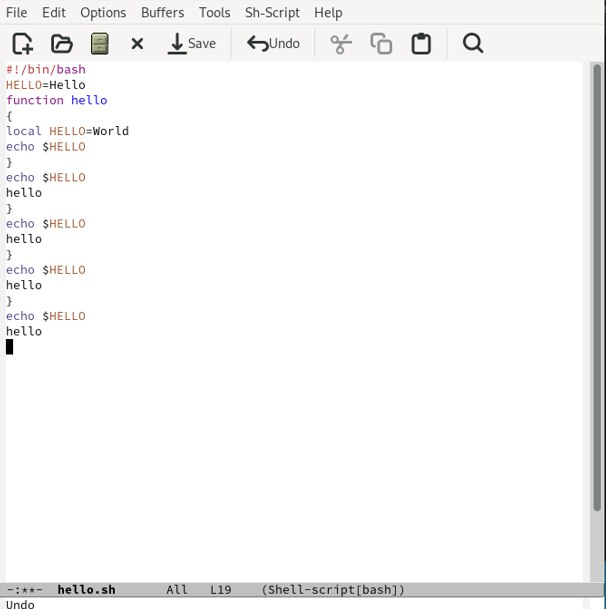 File Edit Options Buffers Tools Sh-Script Help
Save Undo
#!/bin/bash
HELLO=Hello
function hello
{
local HELLO=World
echo $HELLO
}
echo $HELLO
hello
}
echo $HELLO
hello
}
echo $HELLO
hello
}
echo $HELLO
hello
-:**- hello.sh All L19 (Shell-script[bash])
Undo